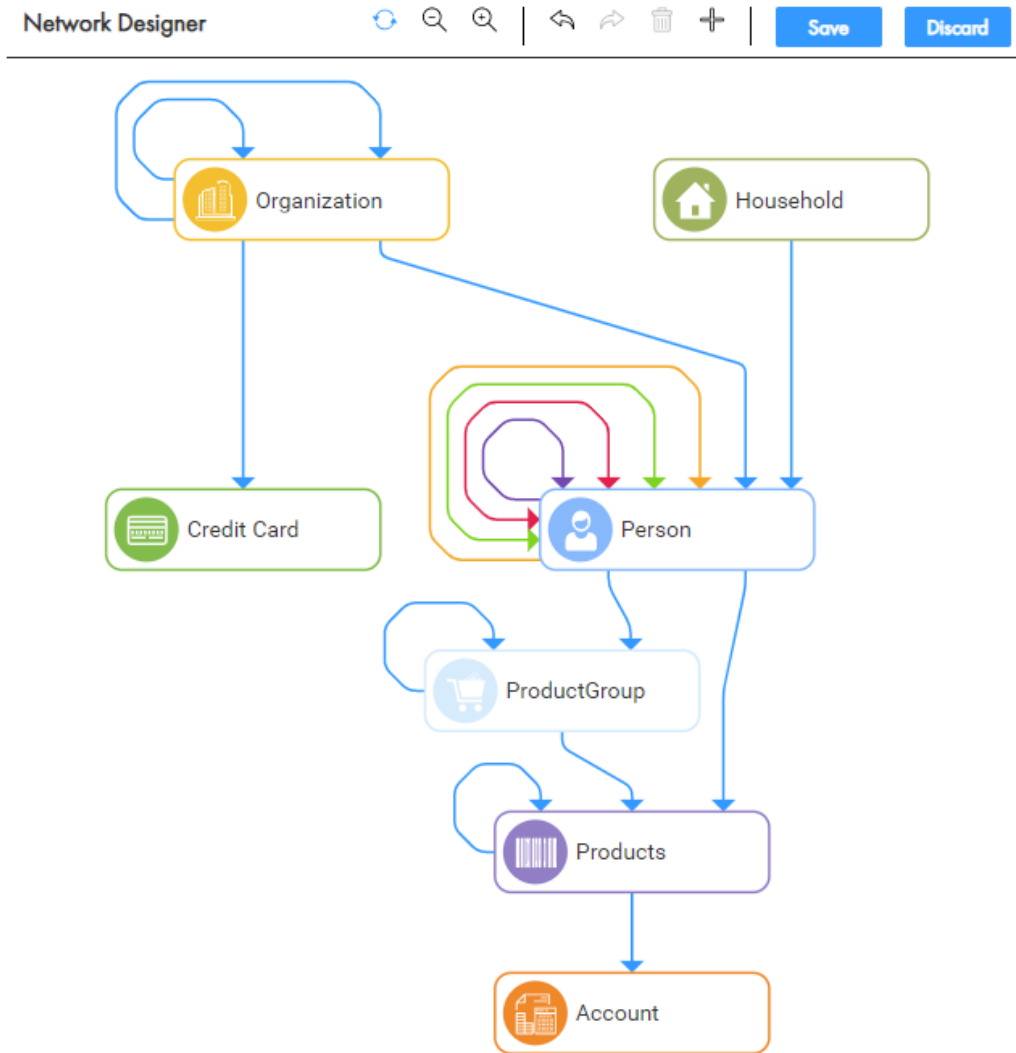 Network Designer
Save
Discard
Organization
Household
Credit Card
Person
ProductGroup
Products
Account